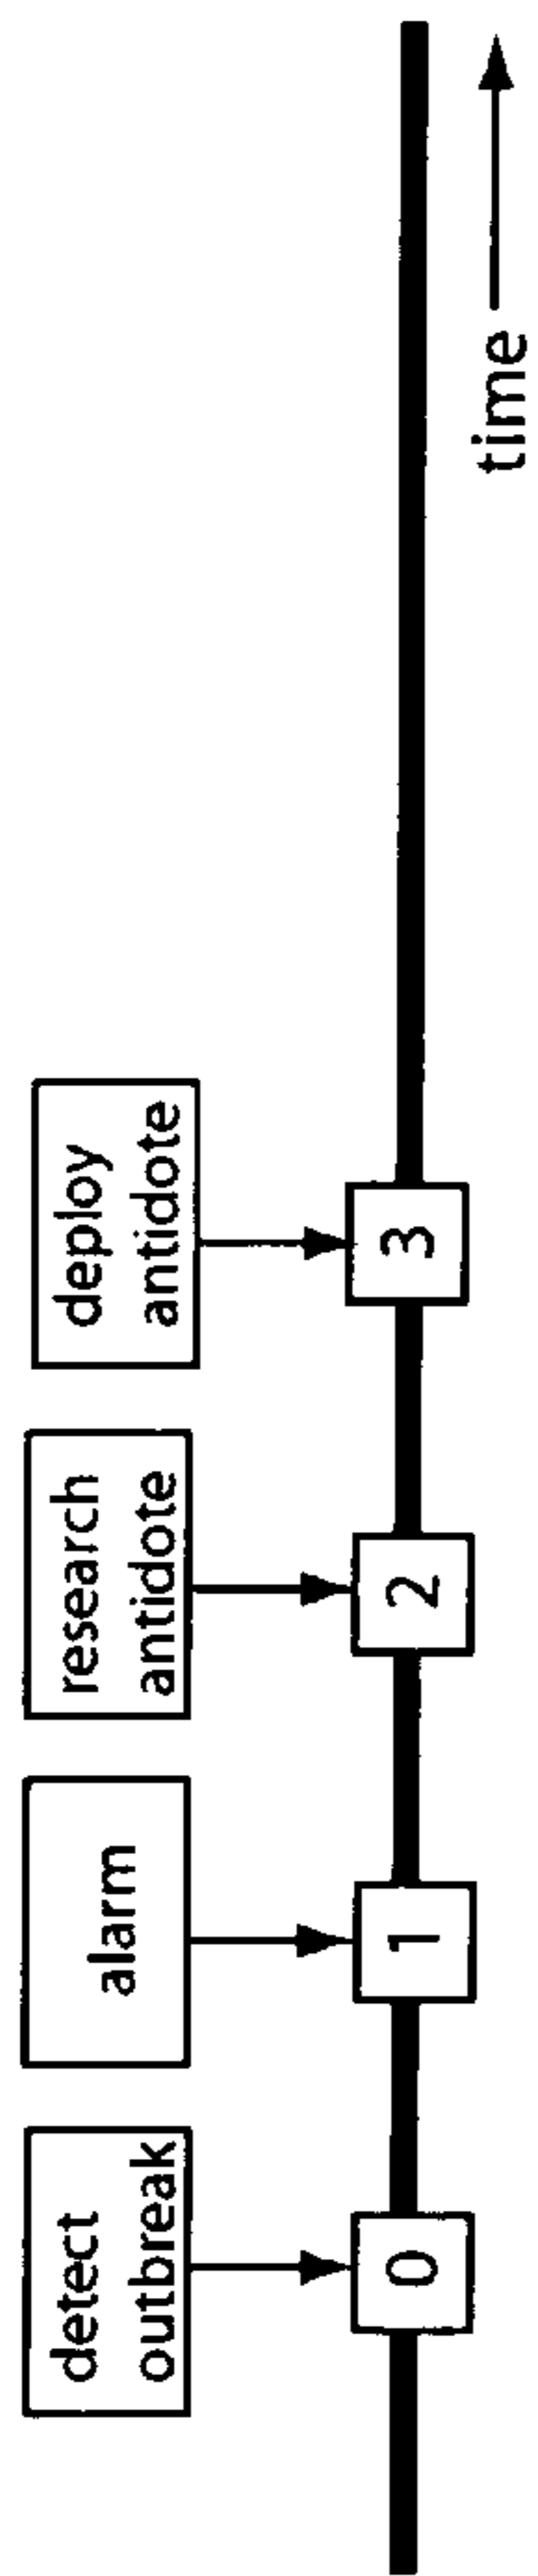 detect
outbreak
alarm
research
antidote
deploy
antidote
0
1
2
3
time